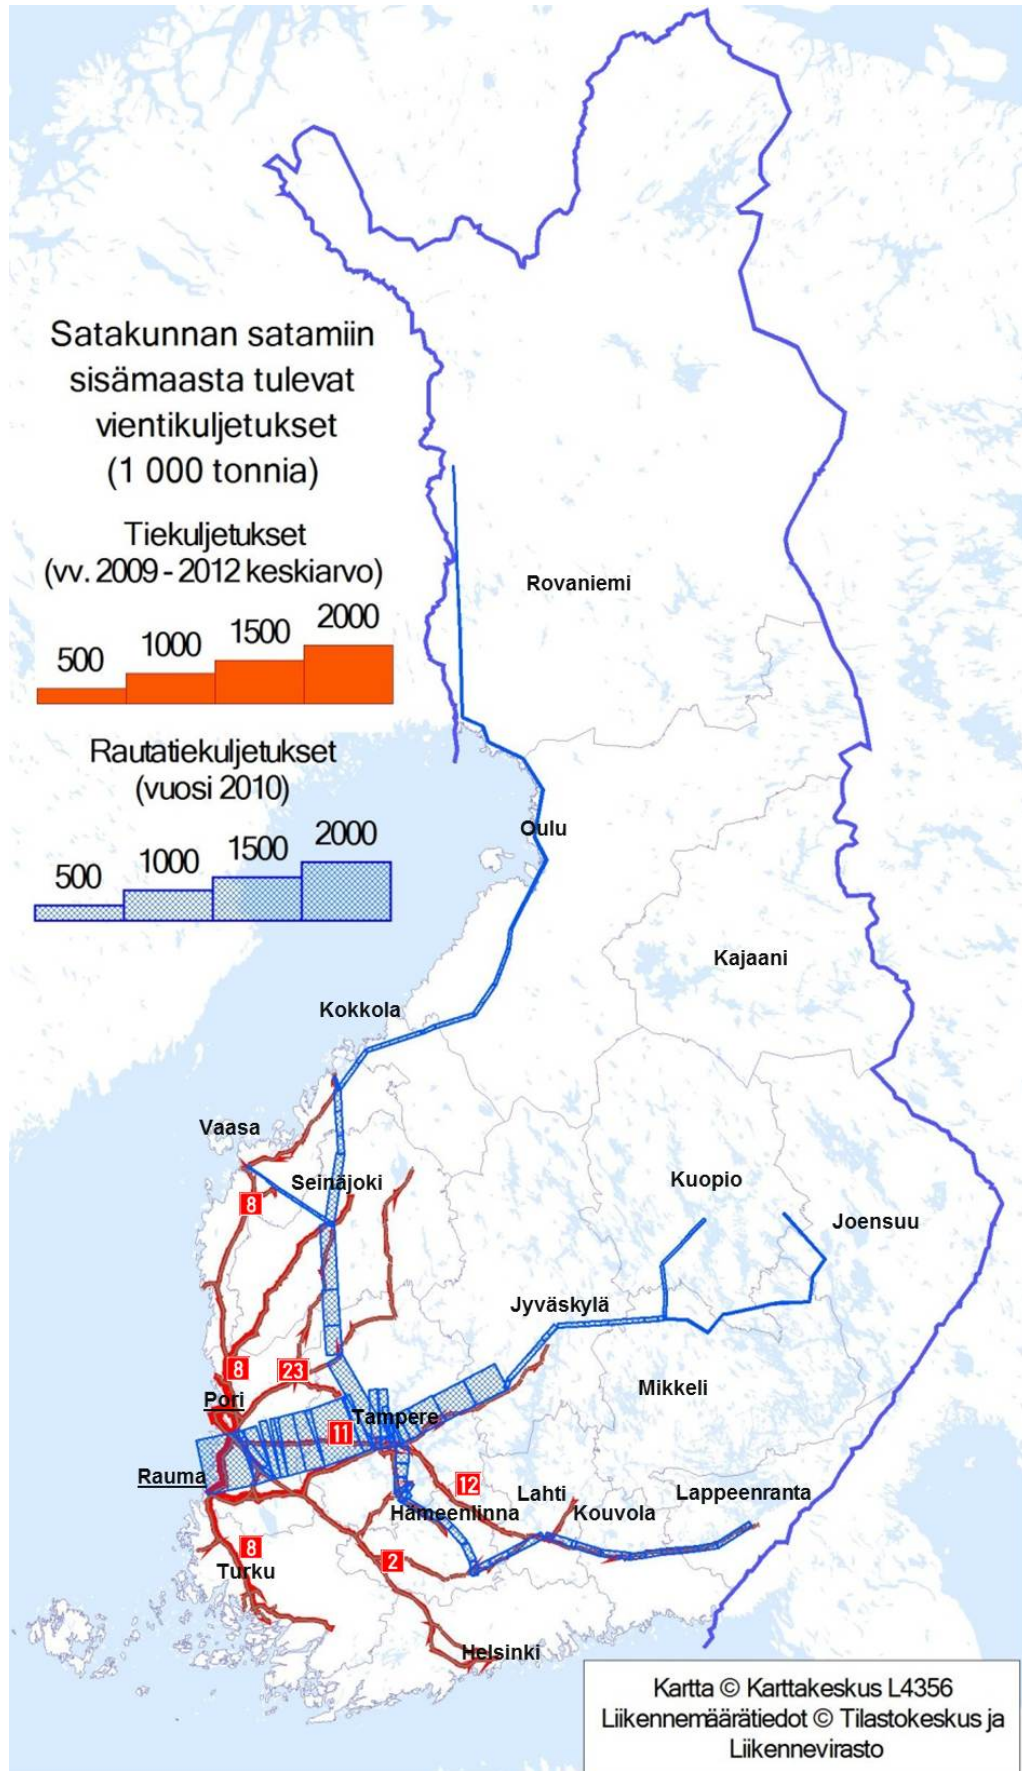 Satakunnan satamiin
sisämaasta tulevat
vientikuljetukset
(1 000 tonnia)
Tiekuljetukset
(vv. 2009 - 2012 keskiarvo)
500
1000
1500
2000
Rautatiekuljetukset
(vuosi 2010)
500
1000
1500
2000
Rovaniemi
Oulu
Kajaani
Kokkola
Vaasa
Seinäjoki
8
Kuopio
Joensuu
Jyväskylä
8
23
Mikkeli
Pori
Tampere
11
Rauma
12
Lahti
Lappeenranta
Hämeenlinna
Kouvola
8
2
Turku
Helsinki
Kartta © Karttakeskus L4356
Liikennemäärätiedot © Tilastokeskus ja
Liikennevirasto